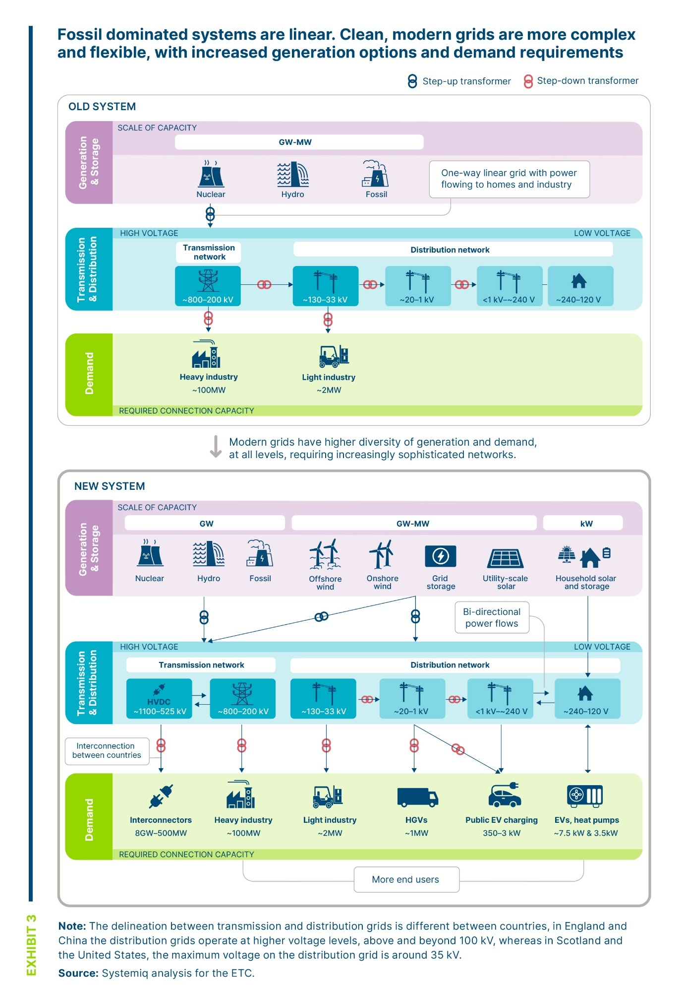 Fossil dominated systems are linear. Clean, modern grids are more complex
and flexible, with increased generation options and demand requirements
Step-up transformer
Step-down transformer
OLD SYSTEM
Generation
& Storage
SCALE OF CAPACITY
GW-MW
Nuclear
Hydro
Fossil
One-way linear grid with power
flowing to homes and industry
Transmission
& Distribution
HIGH VOLTAGE
LOW VOLTAGE
Transmission
network
Distribution network
~800–200 kV
~130–33 kV
~20–1 kV
<1 kV–~240 V
~240–120 V
Demand
Heavy industry
~100MW
Light industry
~2MW
REQUIRED CONNECTION CAPACITY
Modern grids have higher diversity of generation and demand,
at all levels, requiring increasingly sophisticated networks.
NEW SYSTEM
Generation
& Storage
SCALE OF CAPACITY
GW
GW-MW
kW
Nuclear
Hydro
Fossil
Offshore
wind
Onshore
wind
Grid
storage
Utility-scale
solar
Household solar
and storage
Bi-directional
power flows
Transmission
& Distribution
HIGH VOLTAGE
LOW VOLTAGE
Transmission network
Distribution network
HVDC
~1100–525 kV
~800–200 kV
~130–33 kV
~20–1 kV
<1 kV–~240 V
~240–120 V
Interconnection
between countries
Demand
Interconnectors
8GW–500MW
Heavy industry
~100MW
Light industry
~2MW
HGVs
~1MW
Public EV charging
350–3 kW
EVs, heat pumps
~7.5 kW & 3.5kW
REQUIRED CONNECTION CAPACITY
More end users
EXHIBIT 3
Note: The delineation between transmission and distribution grids is different between countries, in England and
China the distribution grids operate at higher voltage levels, above and beyond 100 kV, whereas in Scotland and
the United States, the maximum voltage on the distribution grid is around 35 kV.
Source: Systemiq analysis for the ETC.